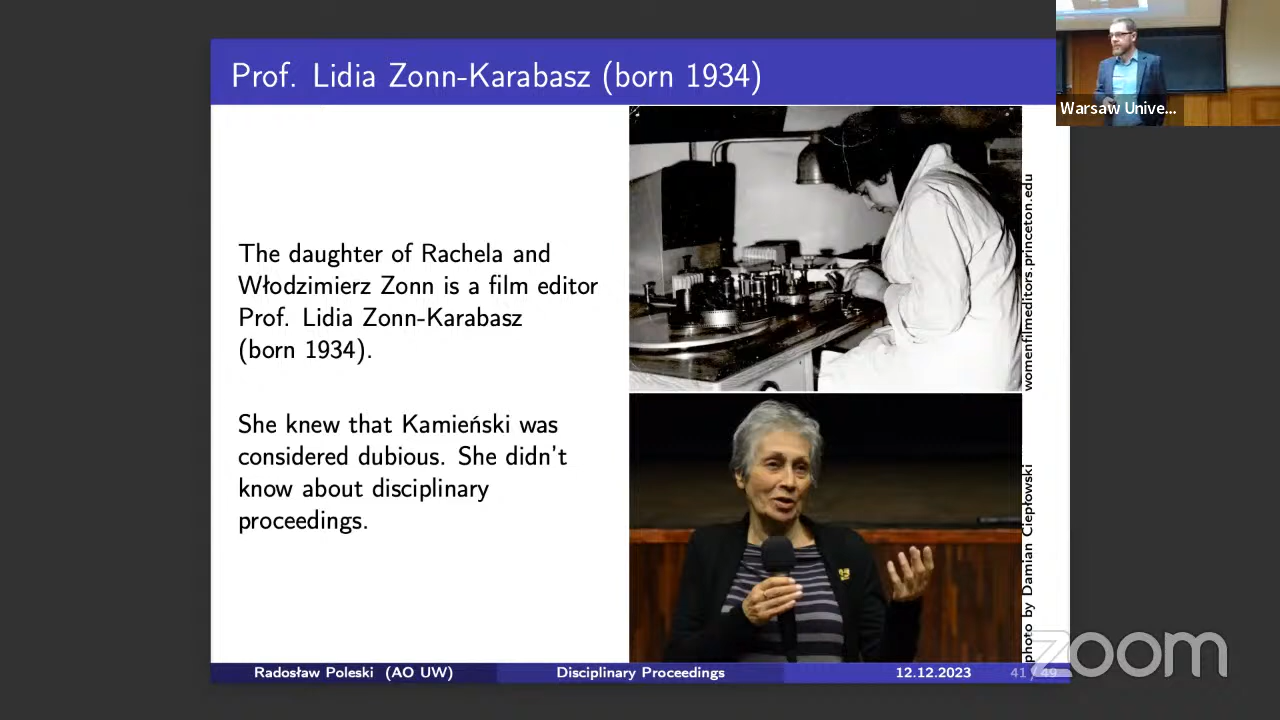 Prof. Lidia Zonn-Karabasz (born 1934)
Warsaw Unive...
The daughter of Rachela and
Włodzimierz Zonn is a film editor
Prof. Lidia Zonn-Karabasz
(born 1934).
She knew that Kamieński was
considered dubious. She didn't
know about disciplinary
proceedings.
womenfilmeditors.princeton.edu
photo by Damian Ciepłowski
Radosław Poleski (AO UW)
Disciplinary Proceedings
12.12.2023
41 / 49
zoom